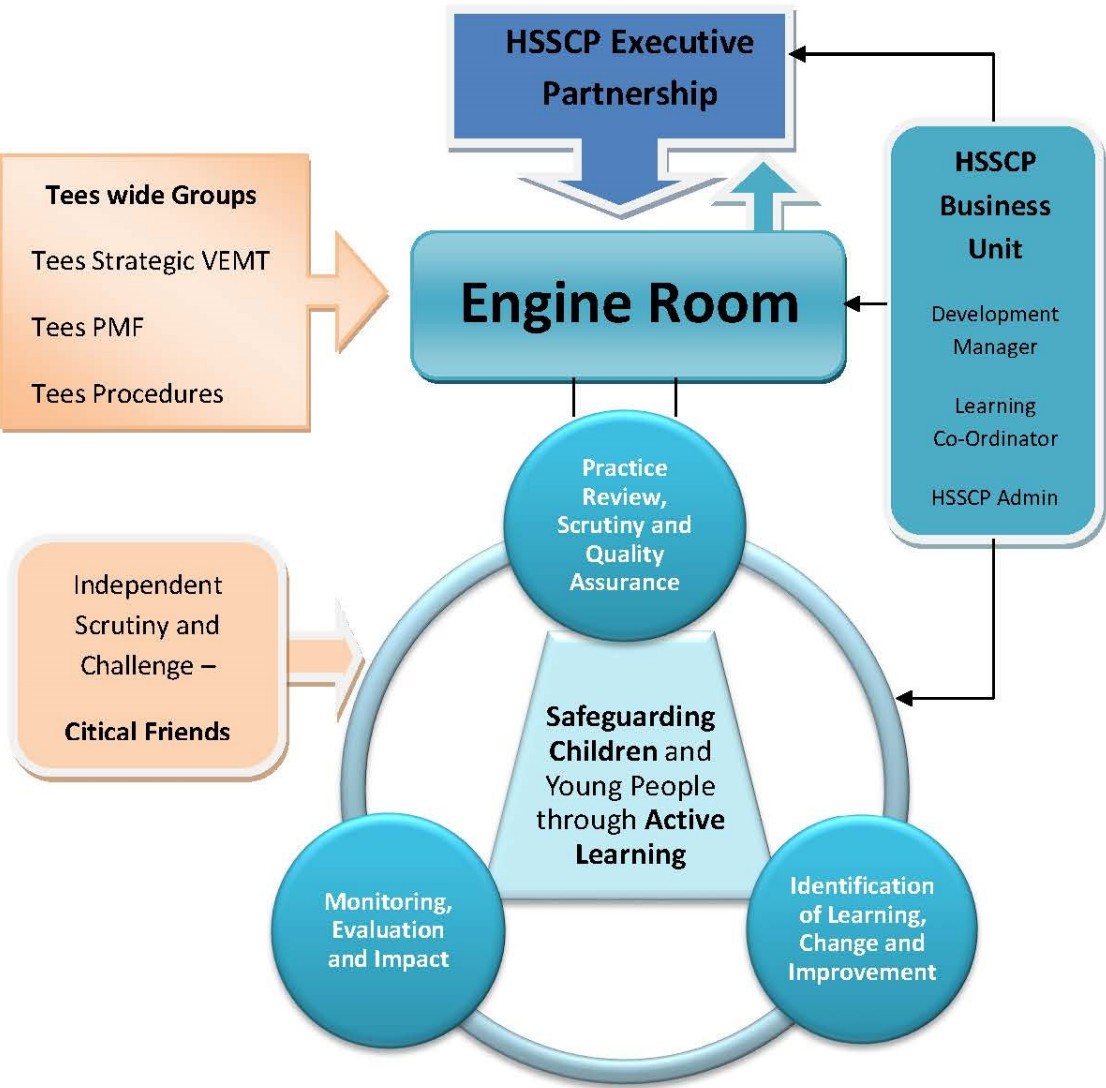 HSSCP Executive
Partnership
Tees wide Groups
Tees Strategic VEMT
Tees PMF
Tees Procedures
Engine Room
HSSCP
Business
Unit
Development
Manager
Learning
Co-Ordinator
HSSCP Admin
Practice
Review,
Scrutiny and
Quality
Assurance
Independent
Scrutiny and
Challenge –
Citical Friends
Safeguarding
Children and
Young People
through Active
Learning
Monitoring,
Evaluation
and Impact
Identification
of Learning,
Change and
Improvement